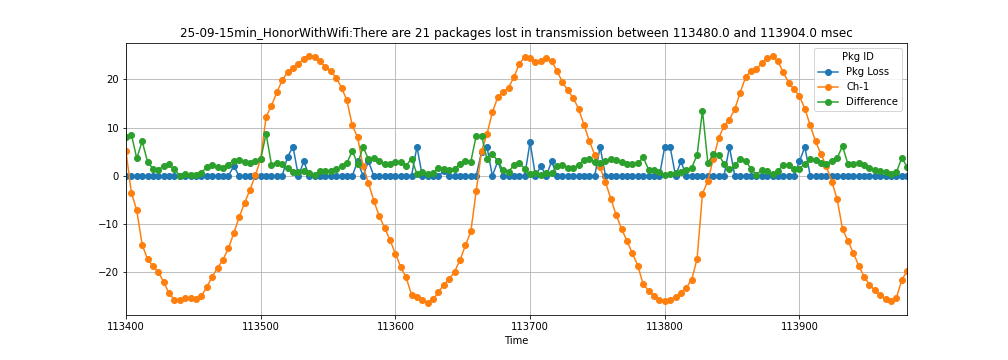 25-09-15min_HonorWithWifi:There are 21 packages lost in transmission between 113480.0 and 113904.0 msec
Pkg ID
Pkg Loss
Ch-1
Difference
20
10
0
−10
−20
113400 113500 113600 113700 113800 113900
Time